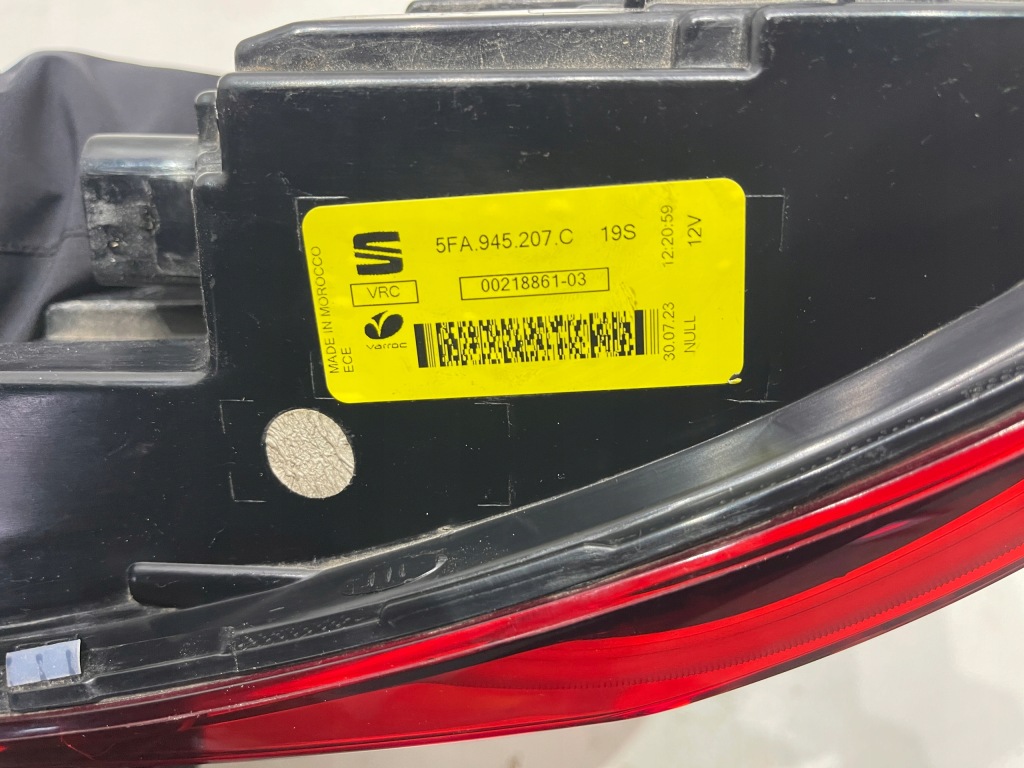 5FA.945.207.C 19S
VRC
00218861-03
varroc
MADE IN MOROCCO
ECE
12:20:59
12V
30.07.23
NULL